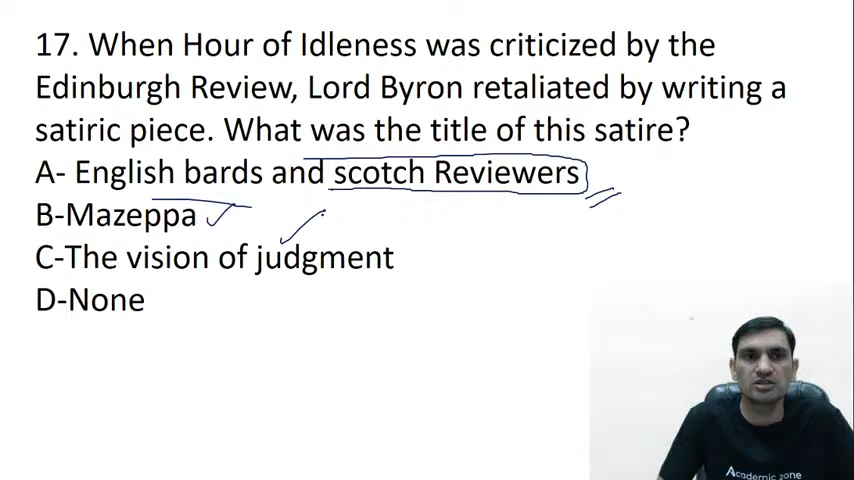 17. When Hour of Idleness was criticized by the
Edinburgh Review, Lord Byron retaliated by writing a
satiric piece. What was the title of this satire?
A- English bards and scotch Reviewers
B-Mazeppa
C-The vision of judgment
D-None
Academic zone